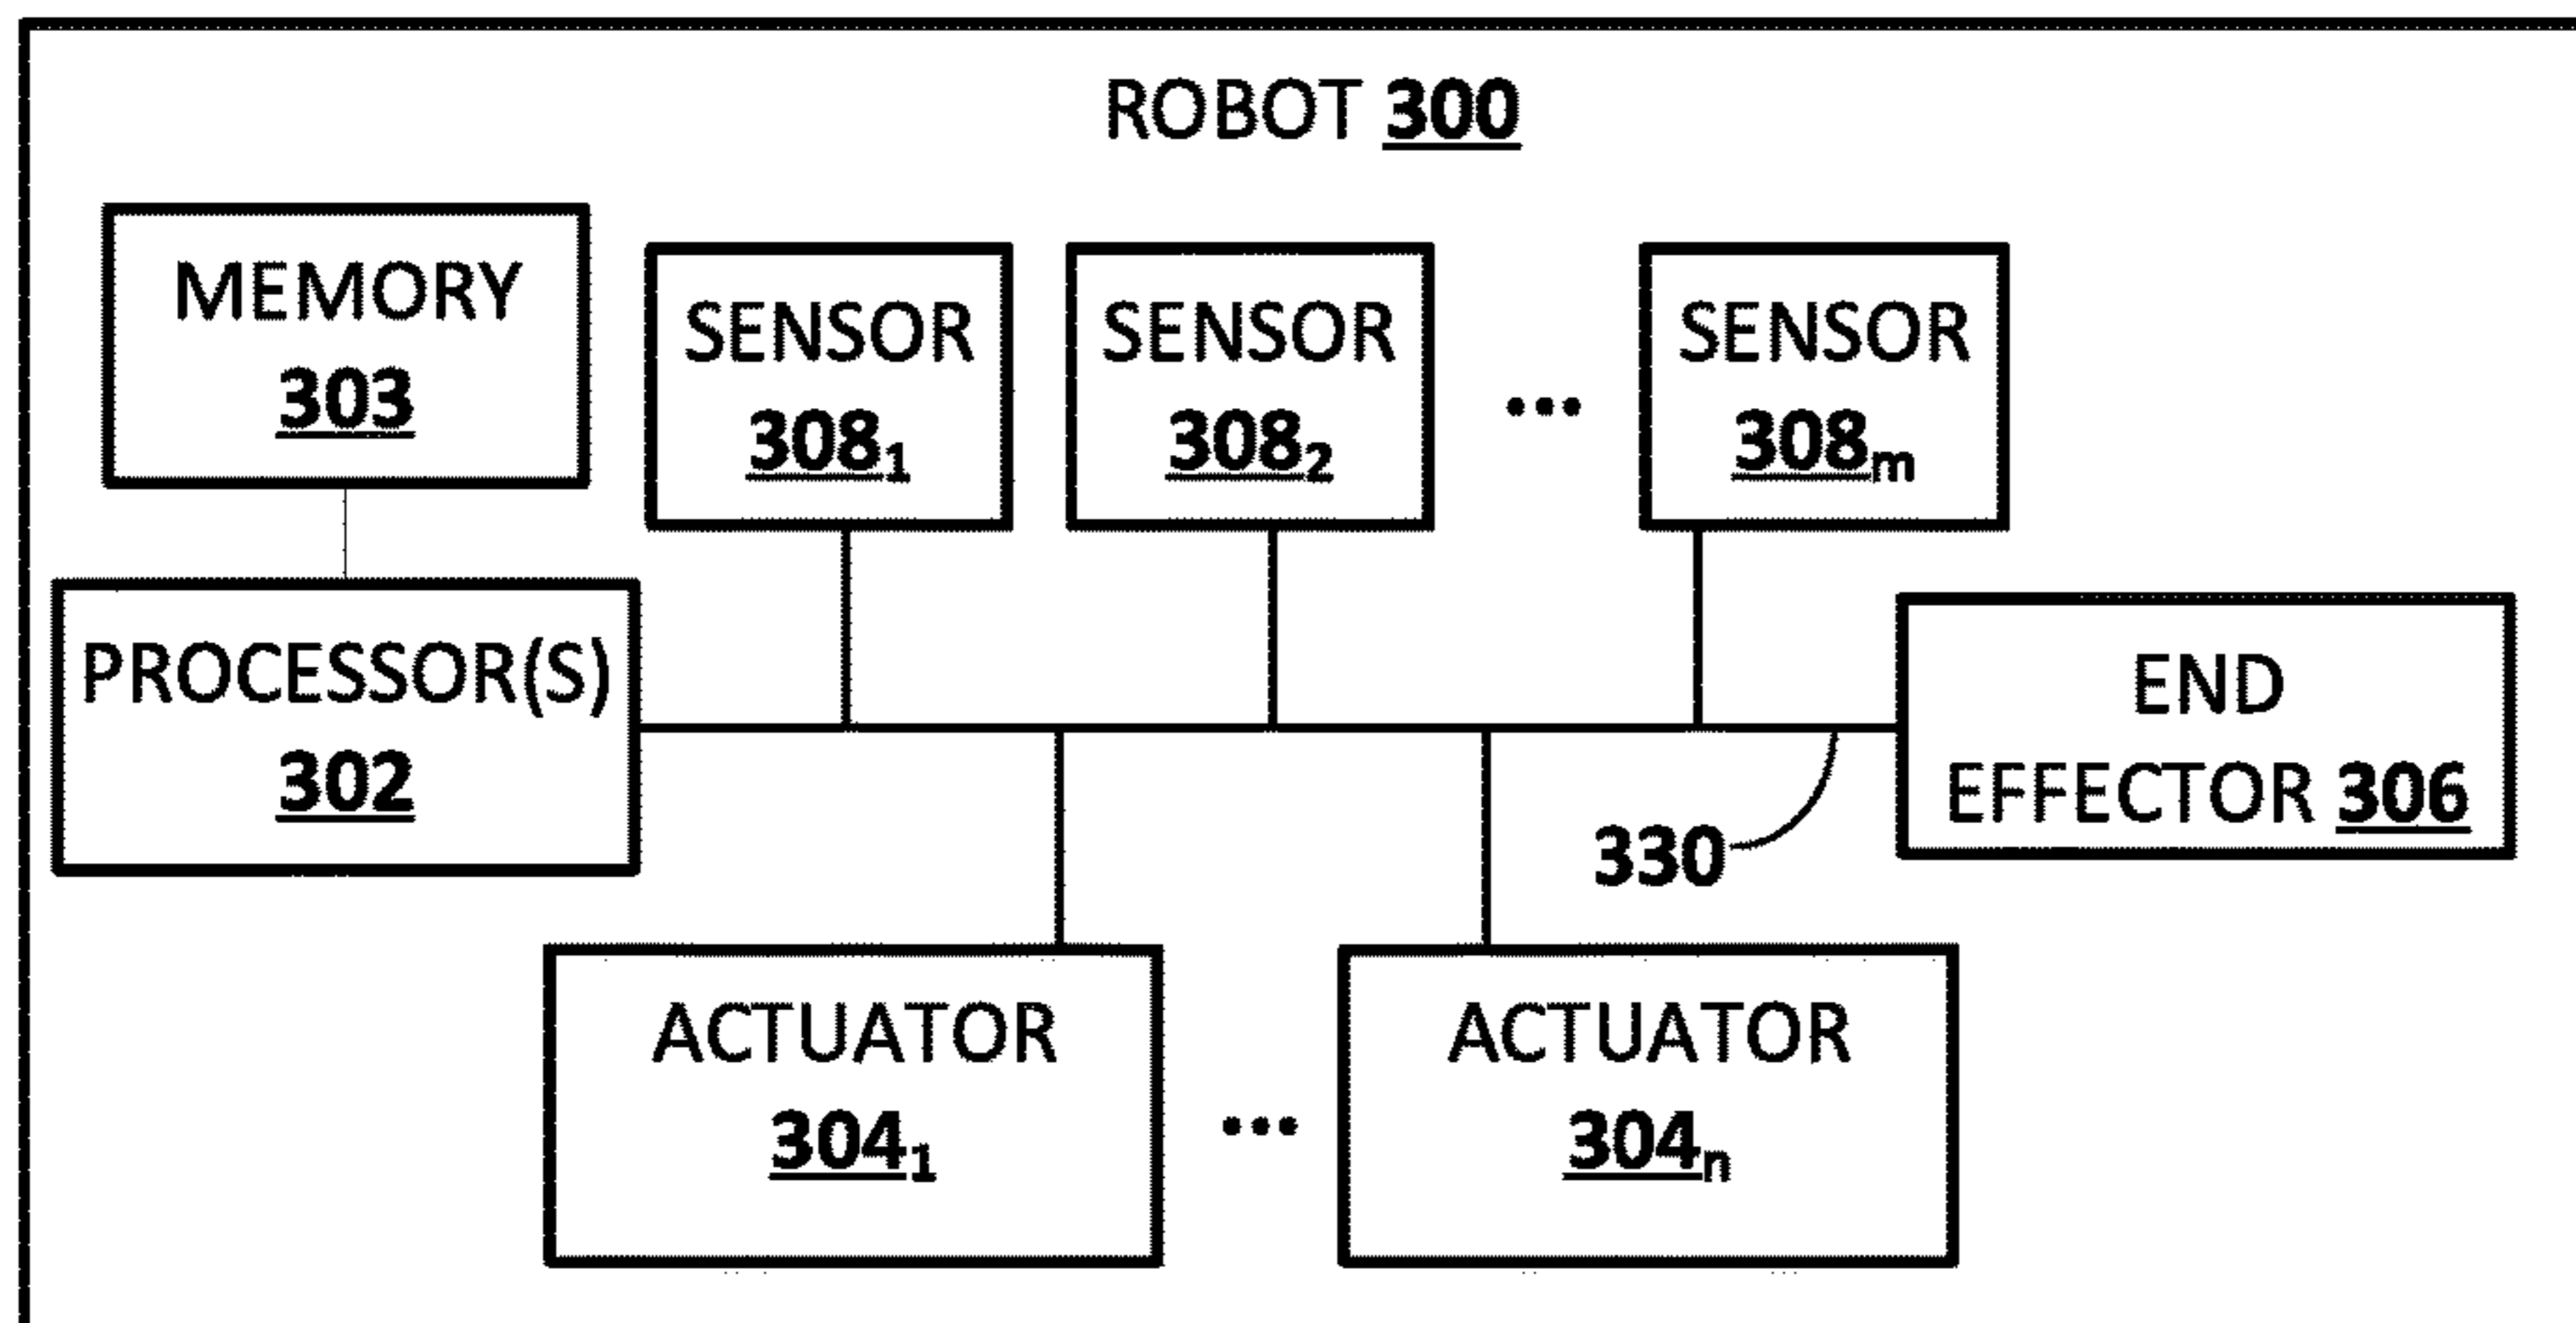 ROBOT 300
MEMORY
303
SENSOR
308₁
SENSOR
308₂
...
SENSOR
308ₘ
PROCESSOR(S)
302
END
EFFECTOR 306
330
ACTUATOR
304₁
...
ACTUATOR
304ₙ